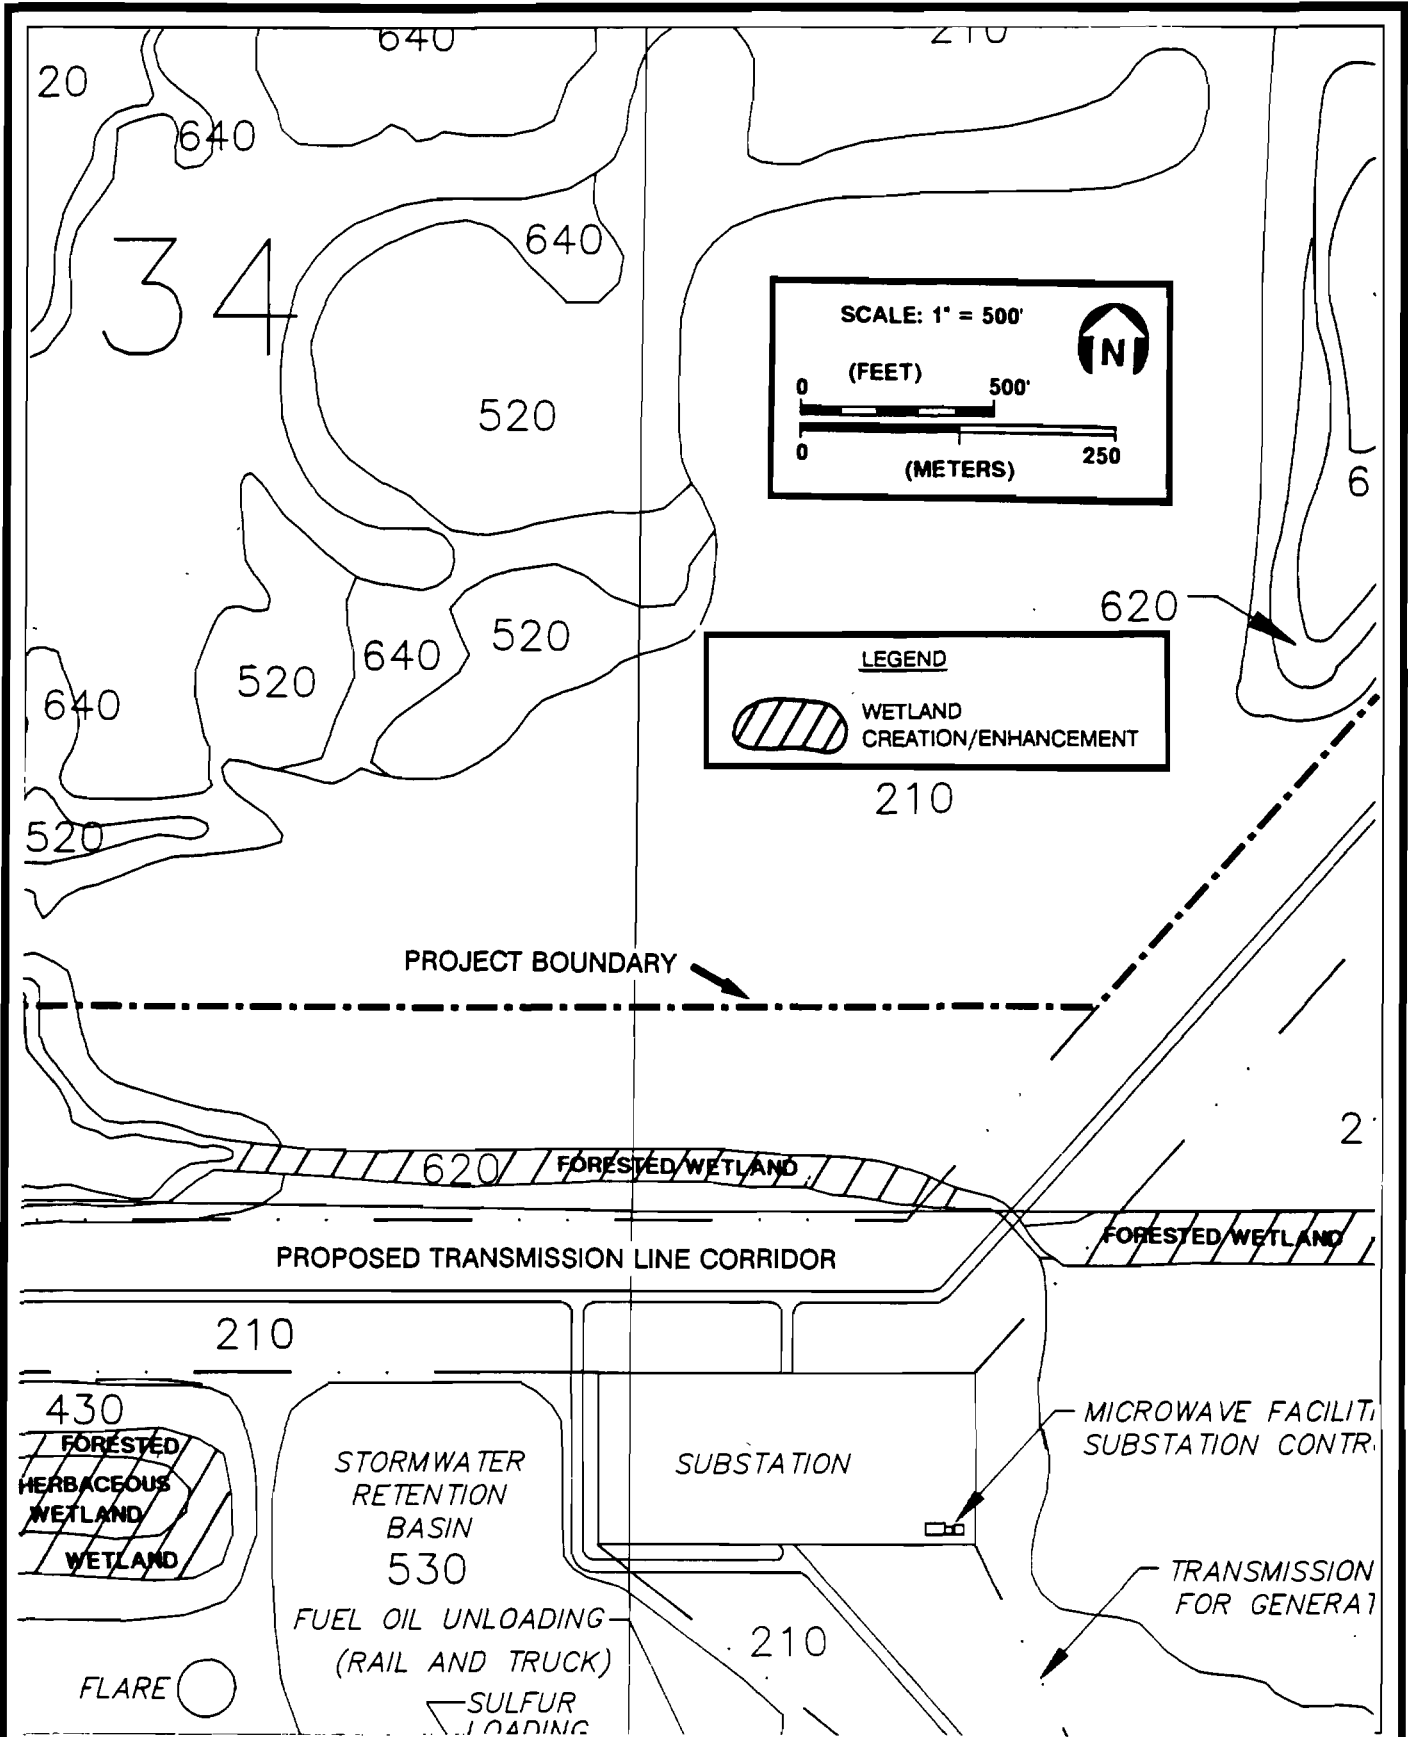 640
210
20
640
34
640
SCALE: 1" = 500'
N
(FEET)
0 500'
0 250
(METERS)
520
6
620
LEGEND
WETLAND
CREATION/ENHANCEMENT
520
640
520
640
210
520
PROJECT BOUNDARY
2
620
FORESTED WETLAND
FORESTED WETLAND
PROPOSED TRANSMISSION LINE CORRIDOR
210
430
FORESTED
HERBACEOUS
WETLAND
WETLAND
STORMWATER
RETENTION
BASIN
530
SUBSTATION
MICROWAVE FACILITI
SUBSTATION CONTR
TRANSMISSION
FOR GENERAT
FUEL OIL UNLOADING
(RAIL AND TRUCK)
210
FLARE
SULFUR
LOADING